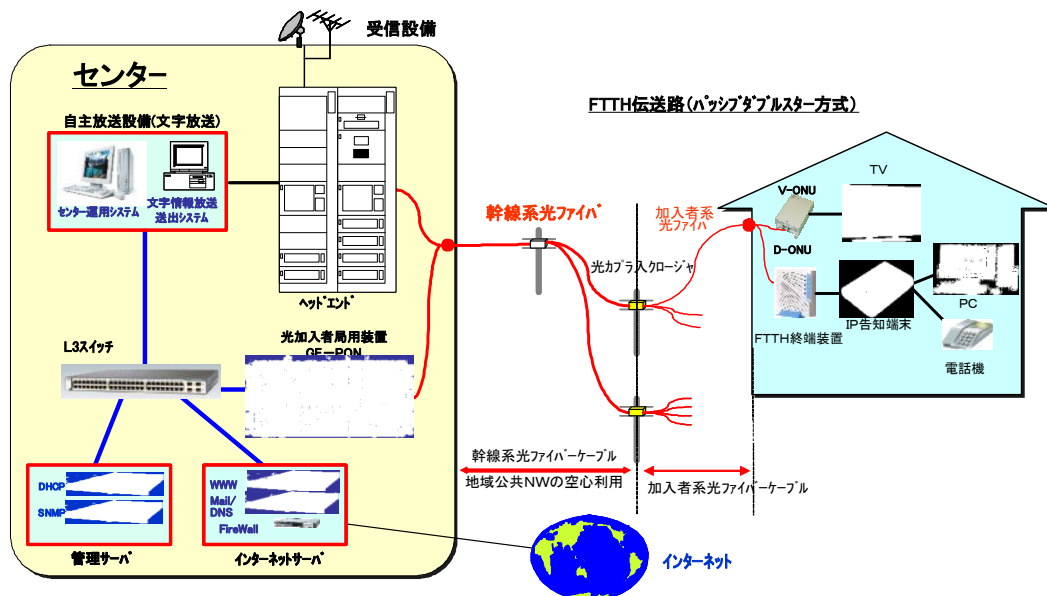 受信設備
センター
自主放送設備(文字放送)
センター運用システム
文字情報放送
送出システム
ヘッドエンド
L3スイッチ
光加入者局用装置
GE-PON
DHCP
SNMP
管理サーバ
WWW
Mail/
DNS
FireWall
インターネットサーバ
インターネット
FTTH伝送路(パッシブダブルスター方式)
幹線系光ファイバ
加入者系
光ファイバ
光カプラ入クロージャ
幹線系光ファイバーケーブル
地域公共NWの空心利用
加入者系光ファイバーケーブル
V-ONU
TV
D-ONU
FTTH終端装置
IP告知端末
PC
電話機